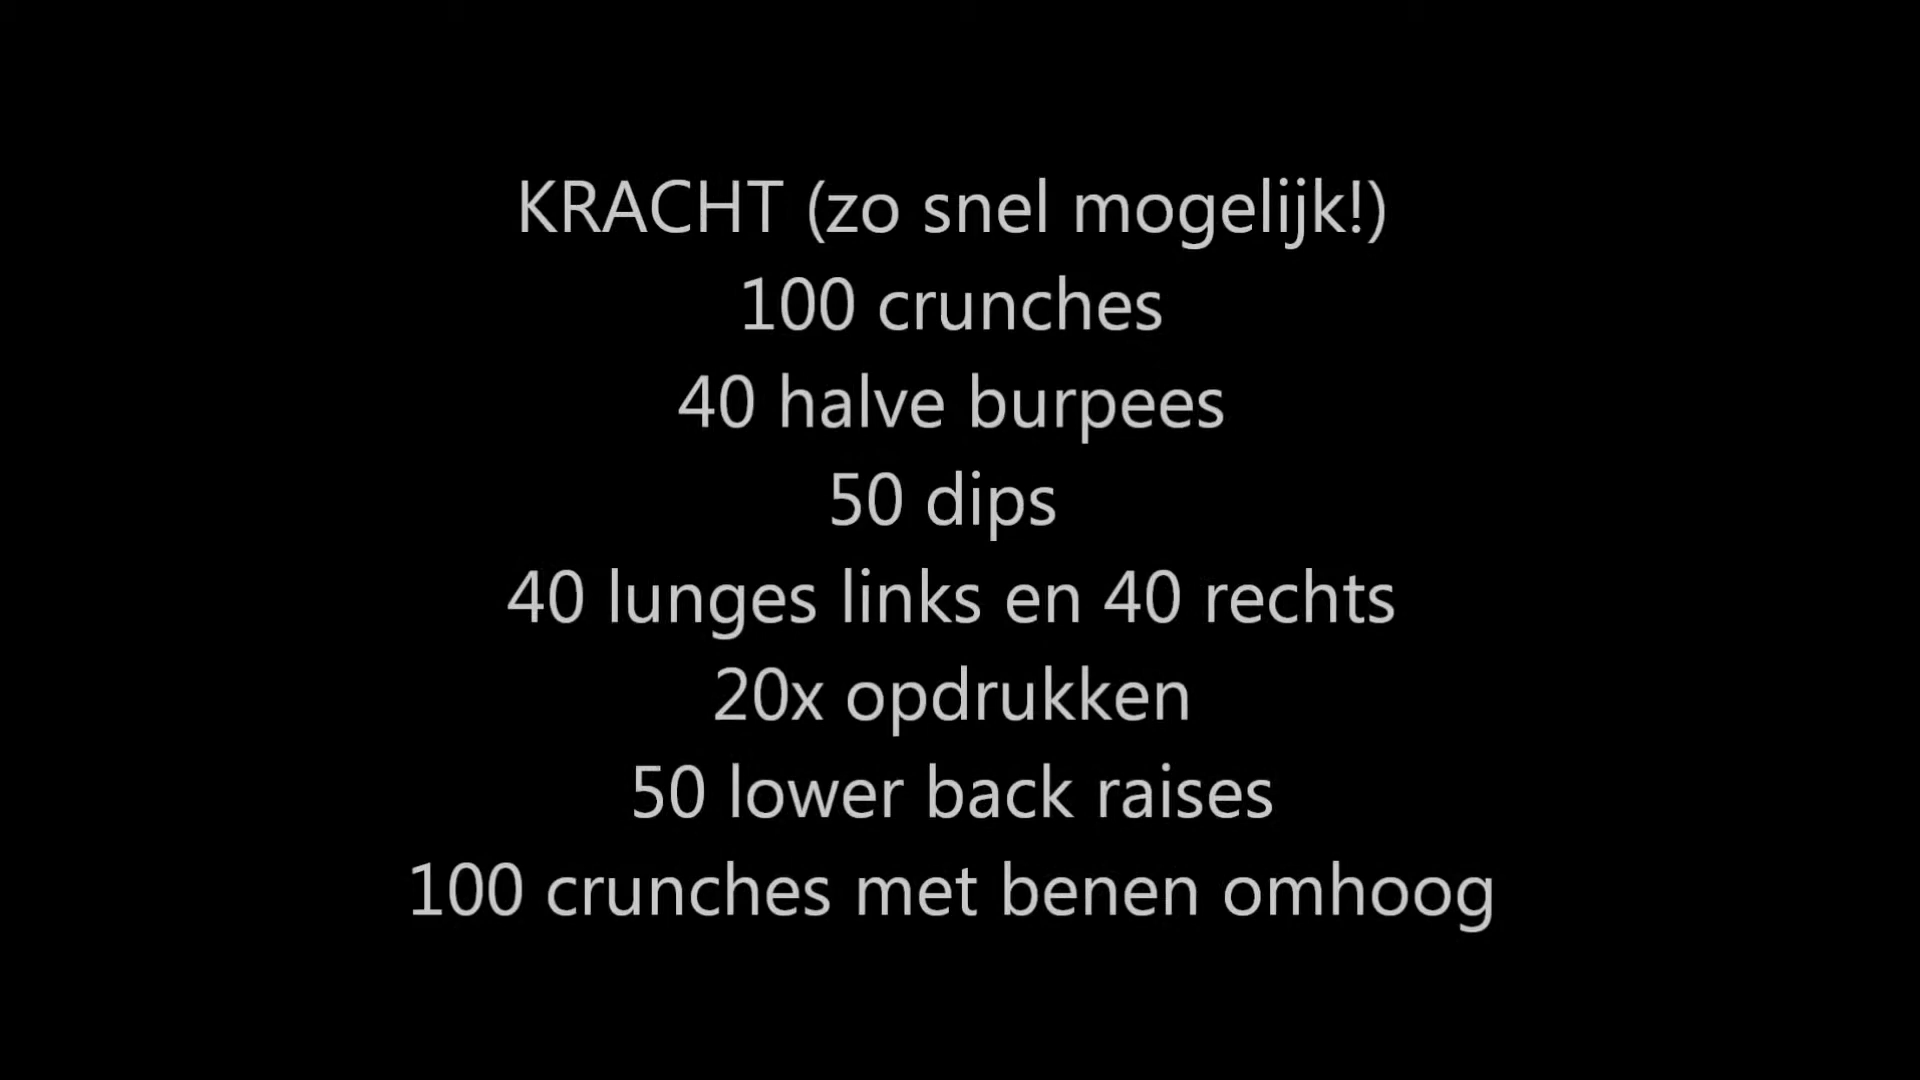 KRACHT (zo snel mogelijk!)
100 crunches
40 halve burpees
50 dips
40 lunges links en 40 rechts
20x opdrukken
50 lower back raises
100 crunches met benen omhoog